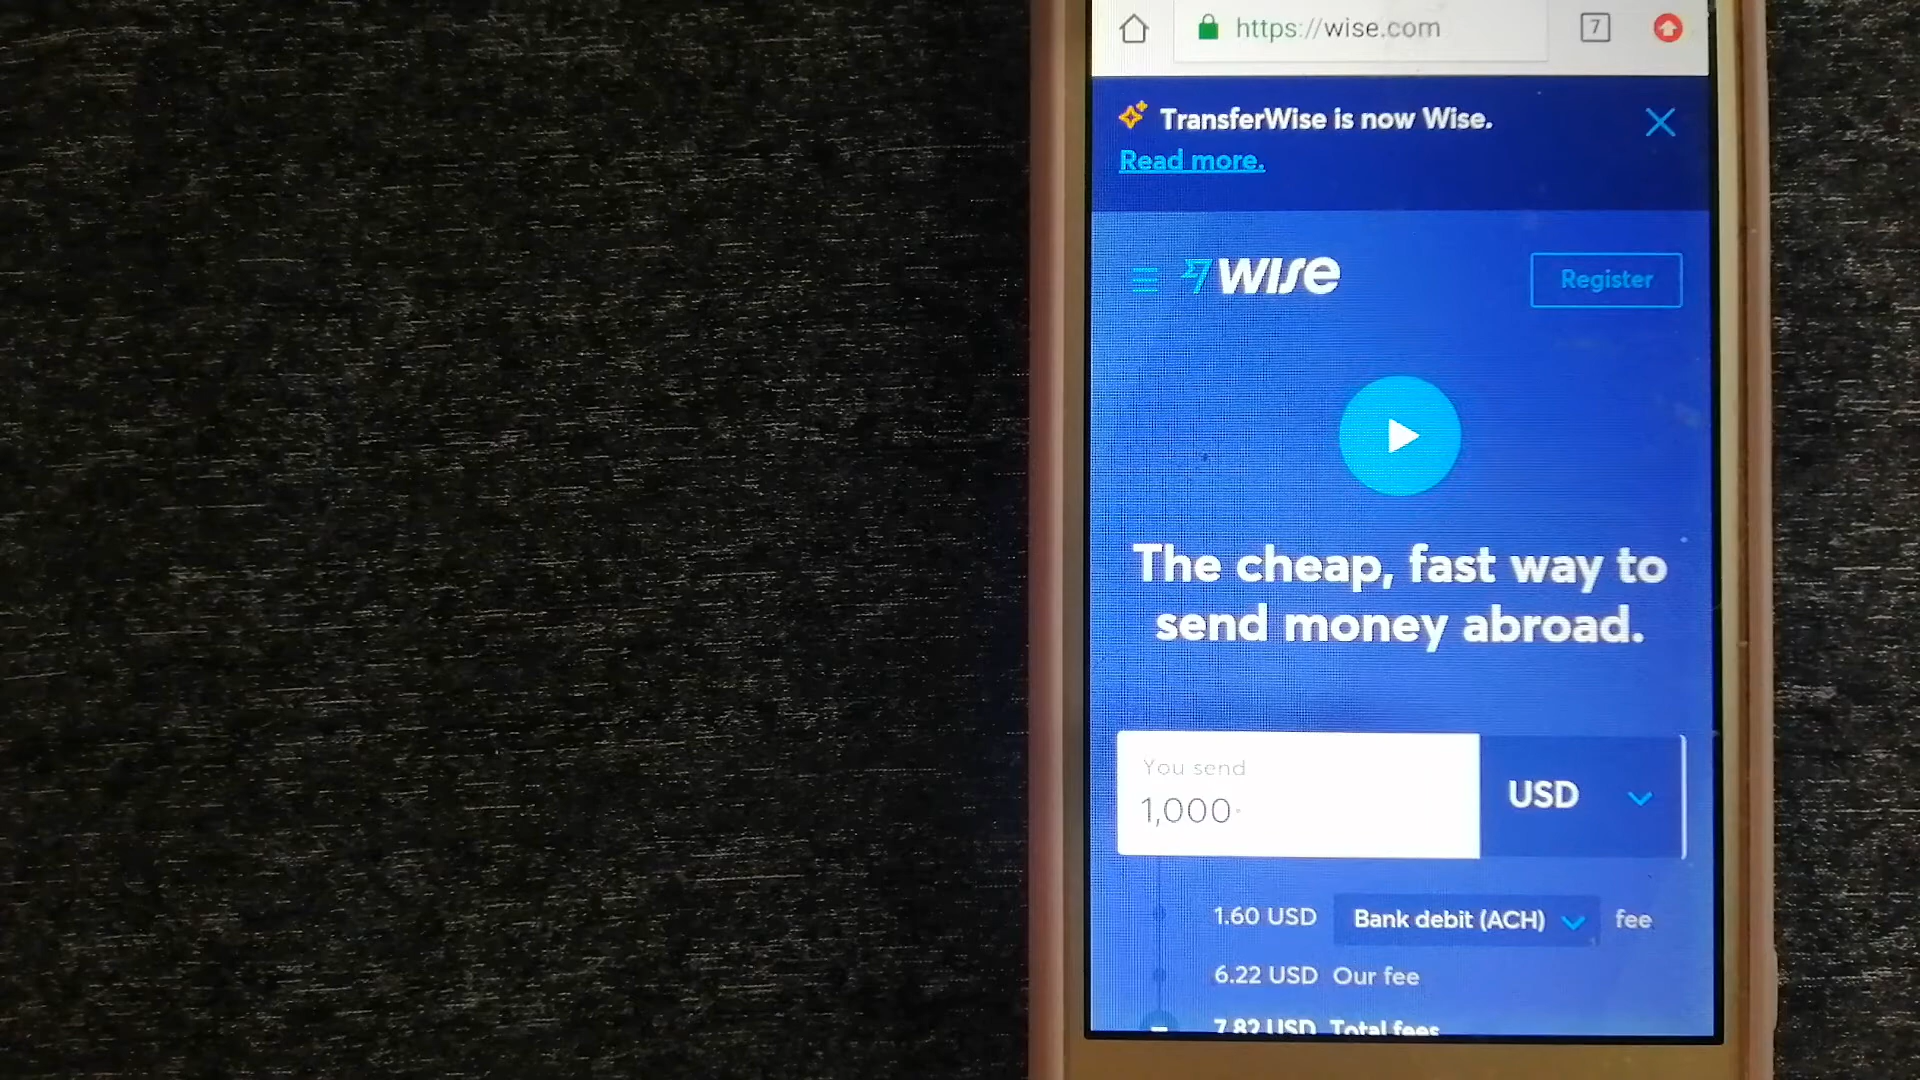 https://wise.com
7
TransferWise is now Wise.
Read more.
wise
Register
The cheap, fast way to
send money abroad.
You send
1,000
USD
1.60 USD Bank debit (ACH) fee
6.22 USD Our fee
7.82 USD Total fees